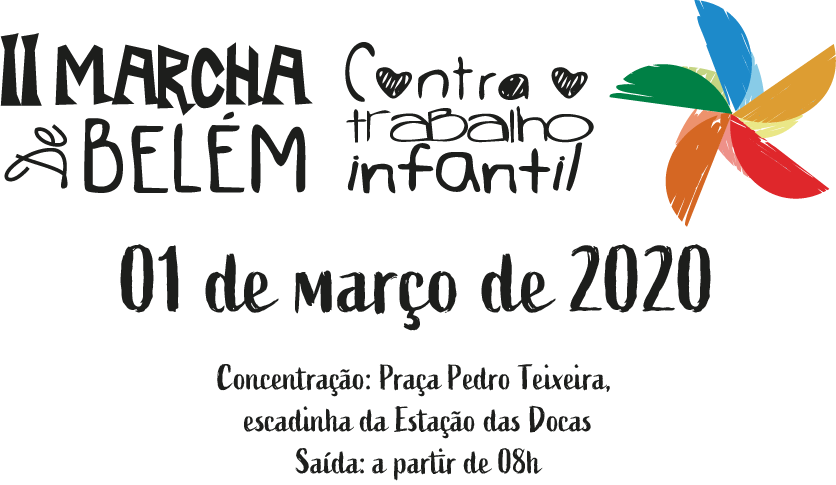 II MARCHA
de BELÉM
Contra o
trabalho
infantil
01 de março de 2020
Concentração: Praça Pedro Teixeira,
escadinha da Estação das Docas
Saída: a partir de 08h